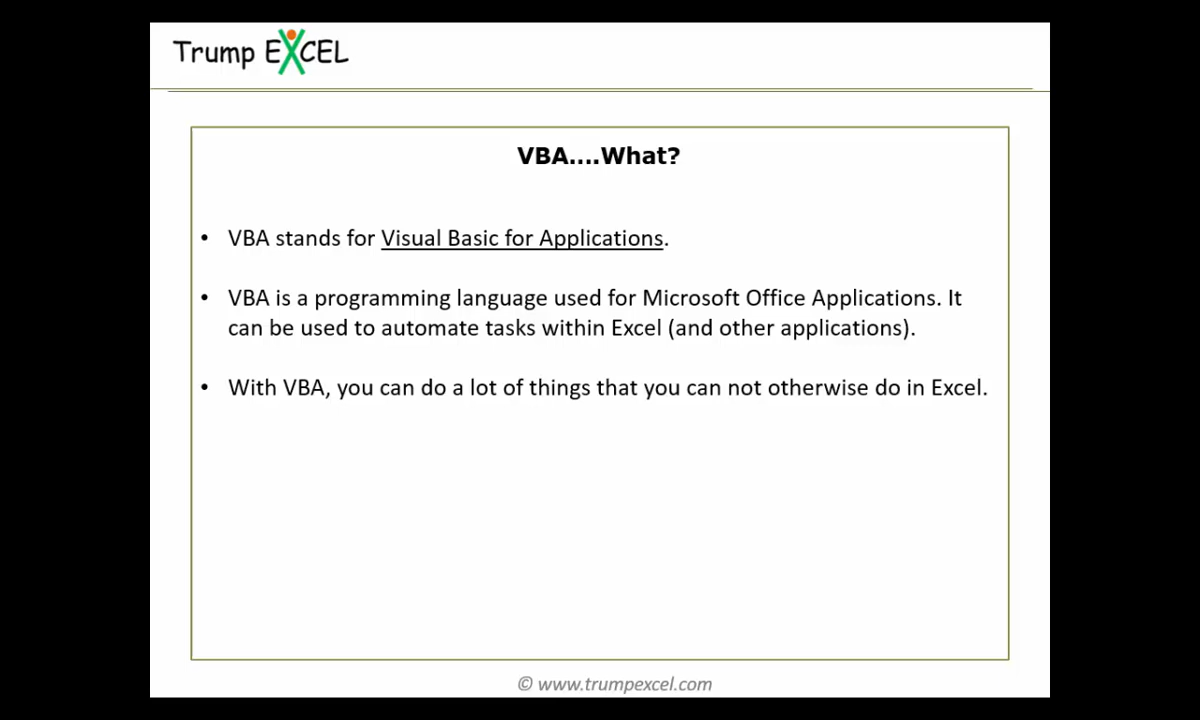 Trump EXCEL
VBA....What?
• VBA stands for Visual Basic for Applications.
• VBA is a programming language used for Microsoft Office Applications. It
can be used to automate tasks within Excel (and other applications).
• With VBA, you can do a lot of things that you can not otherwise do in Excel.
© www.trumpexcel.com